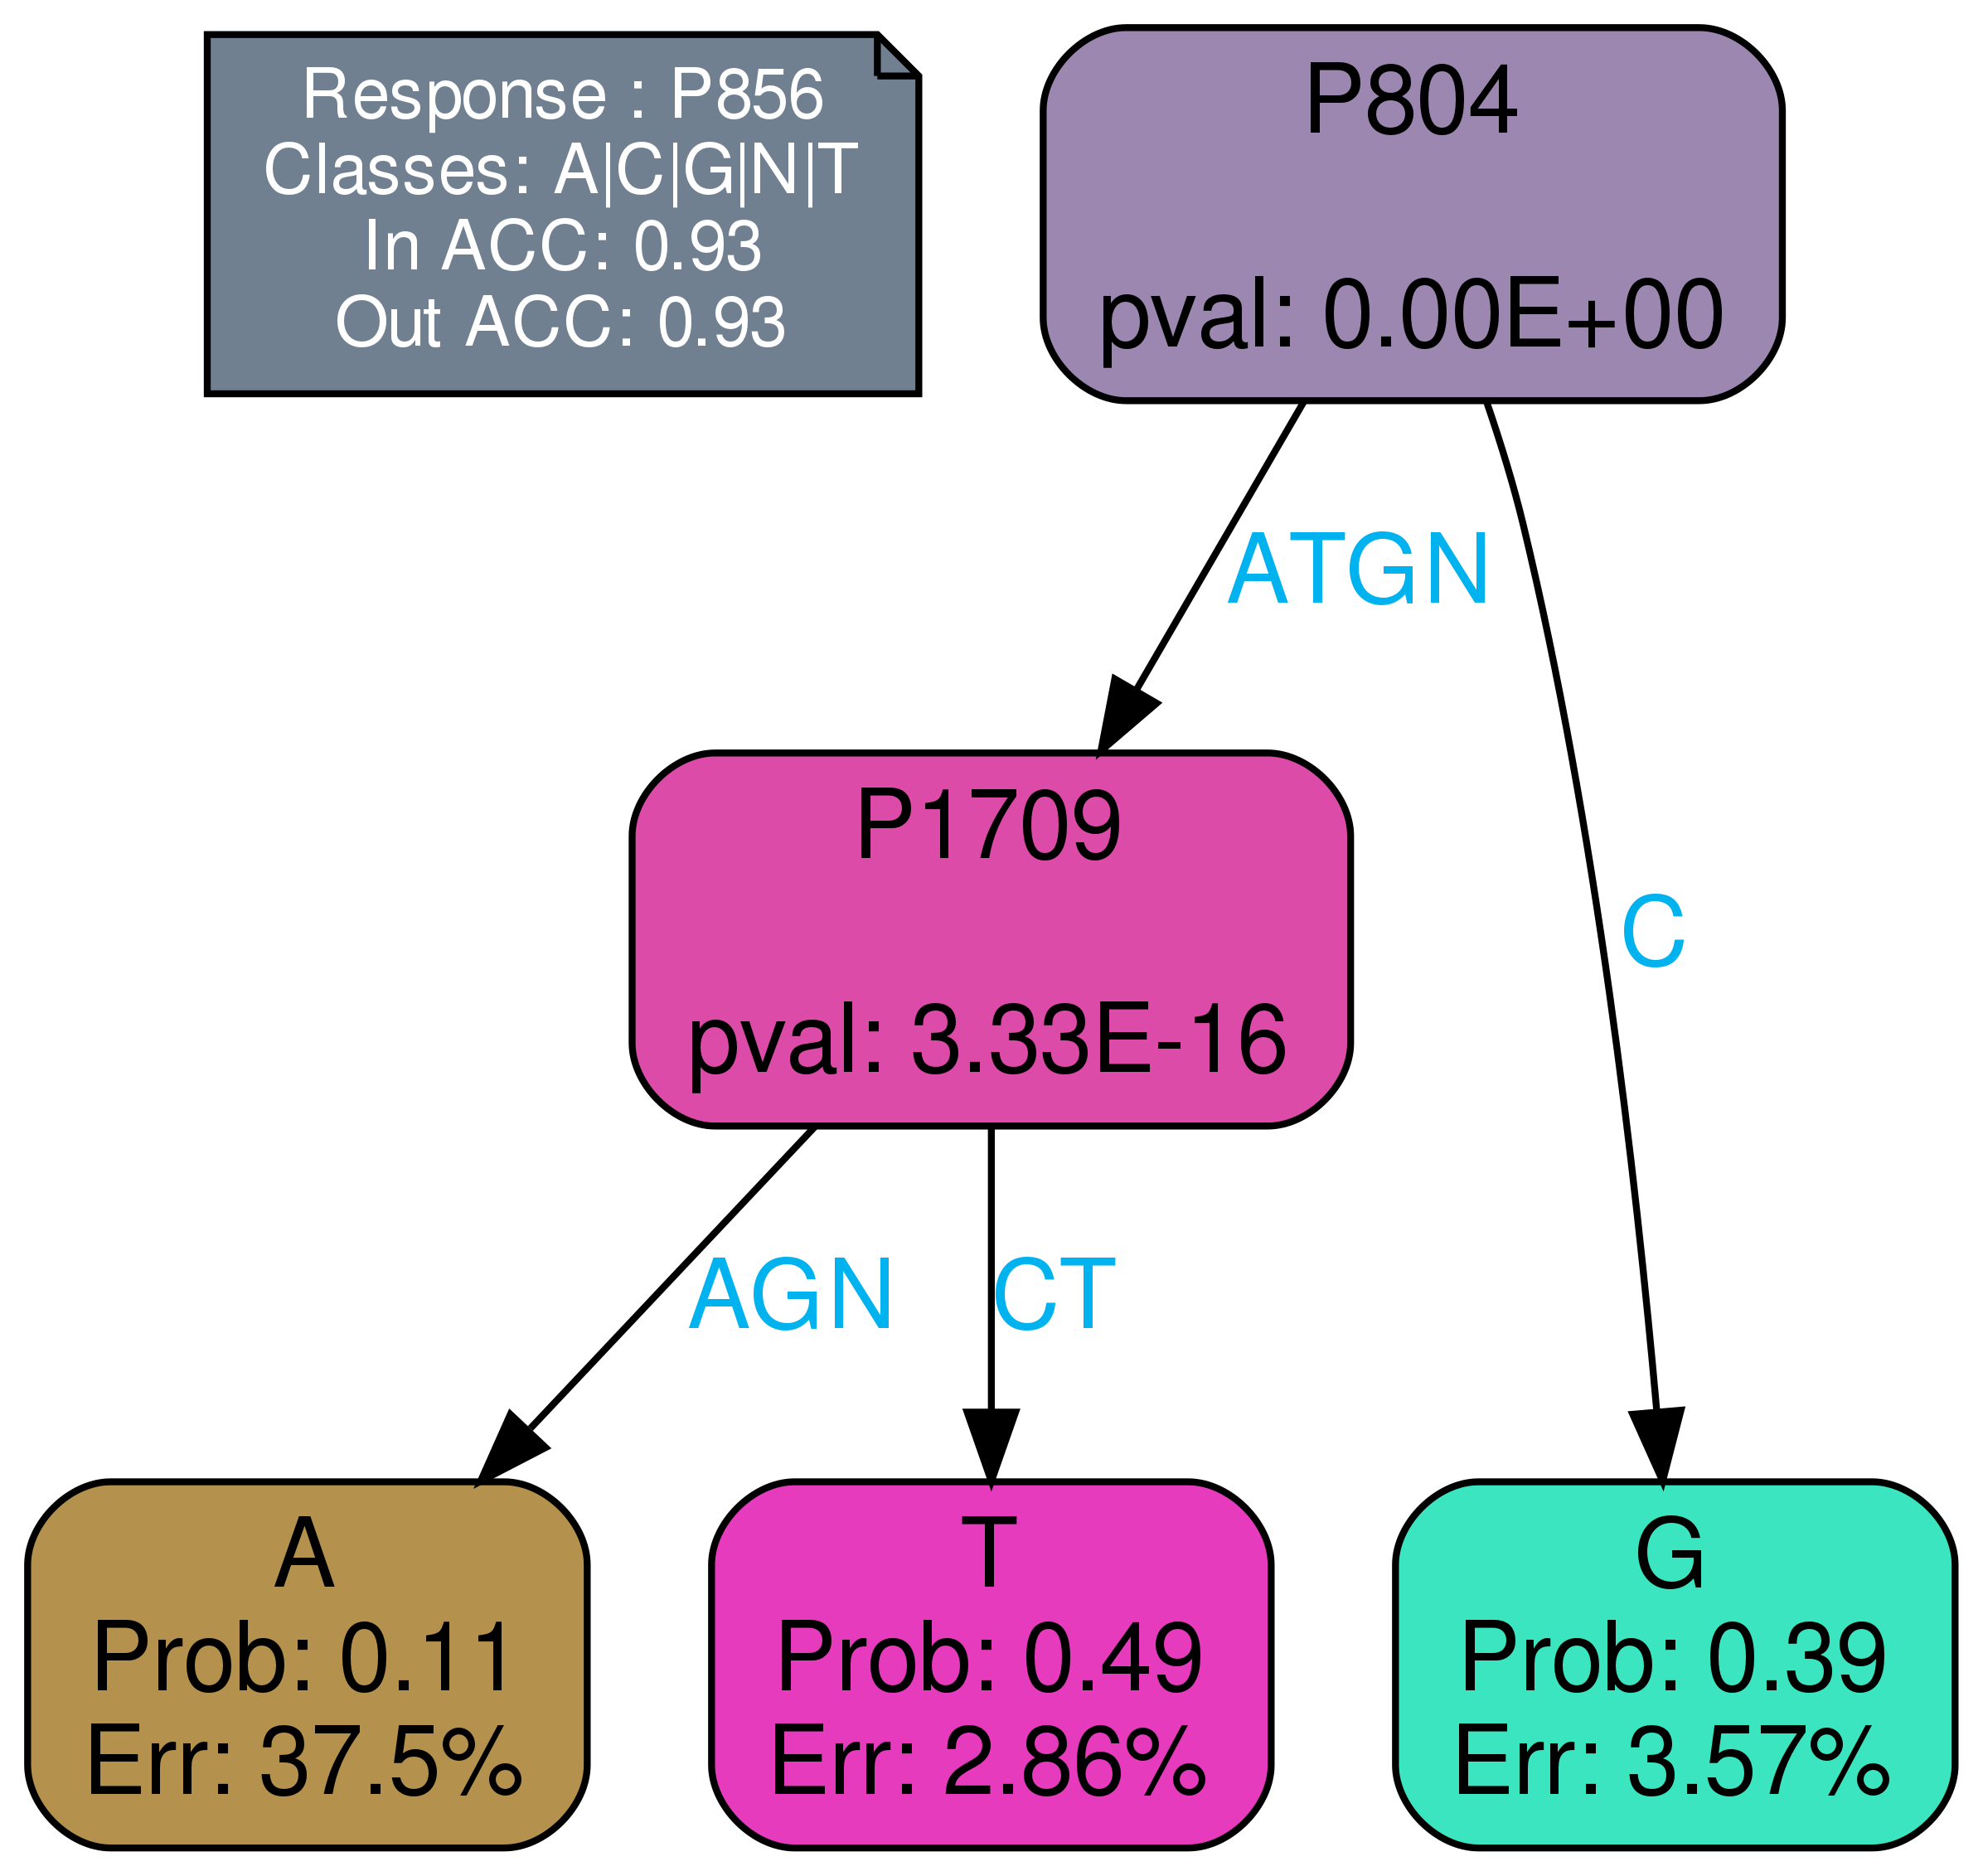 Response : P856
Classes: A|C|G|N|T
In ACC: 0.93
Out ACC: 0.93
P804
pval: 0.00E+00
ATGN
C
P1709
pval: 3.33E-16
AGN
CT
A
Prob: 0.11
Err: 37.5%
T
Prob: 0.49
Err: 2.86%
G
Prob: 0.39
Err: 3.57%